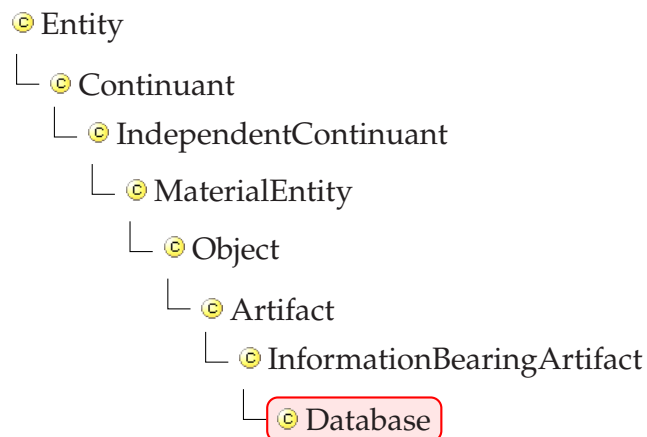 Entity
Continuant
IndependentContinuant
MaterialEntity
Object
Artifact
InformationBearingArtifact
Database